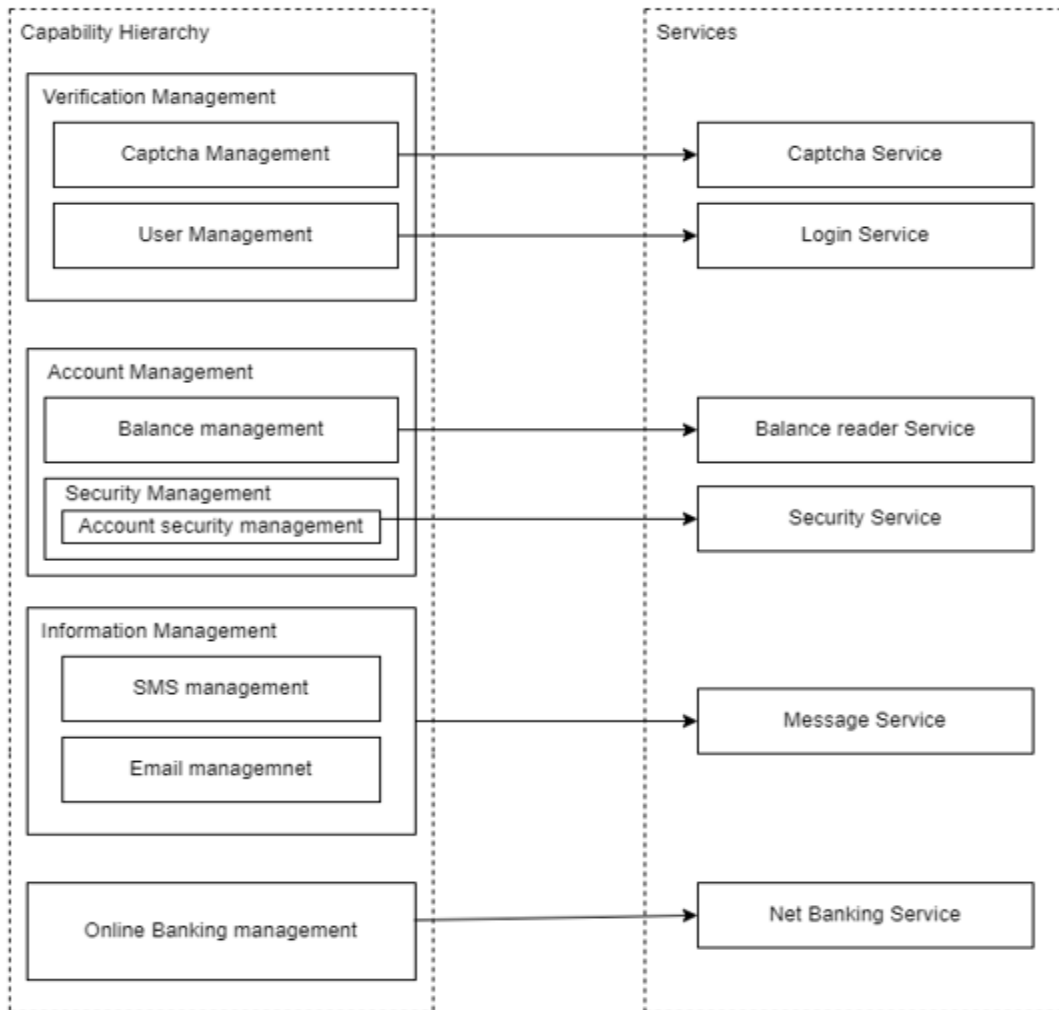 Capability Hierarchy
Services
Verification Management
Captcha Management
Captcha Service
User Management
Login Service
Account Management
Balance management
Balance reader Service
Security Management
Account security management
Security Service
Information Management
SMS management
Message Service
Email managemnet
Online Banking management
Net Banking Service